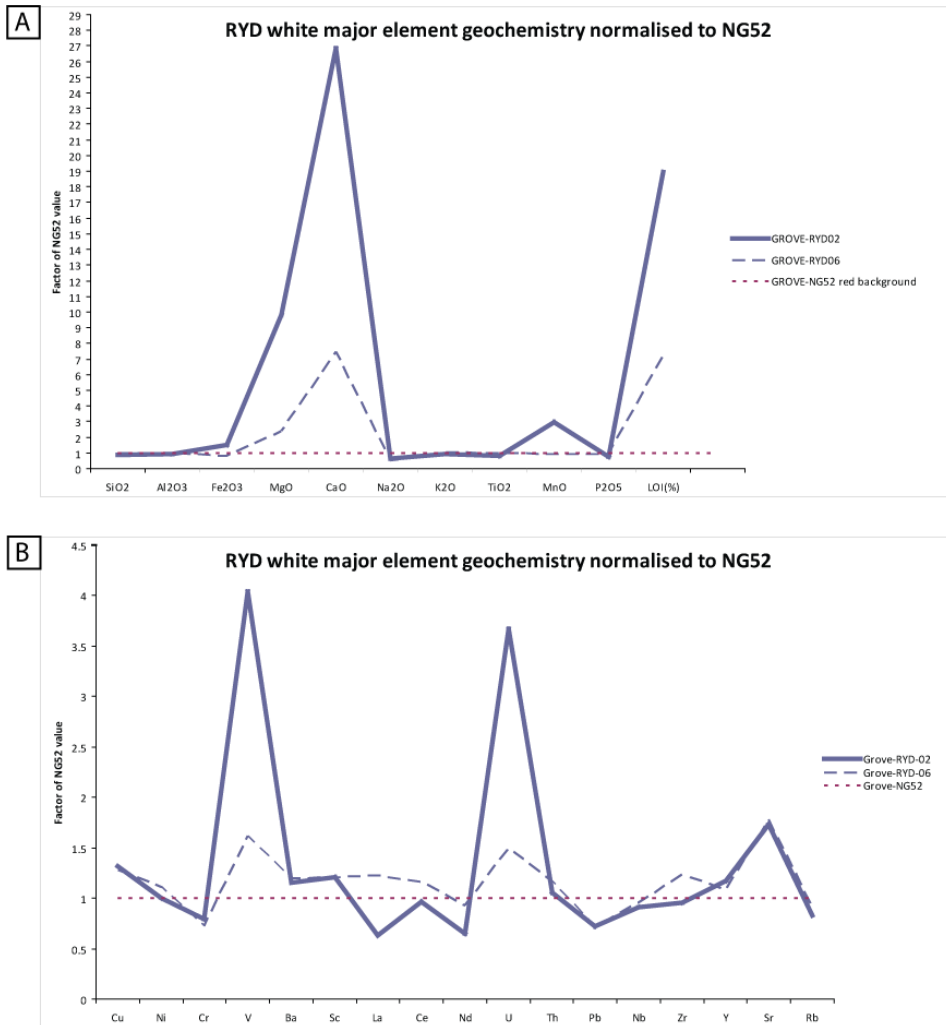 A
RYD white major element geochemistry normalised to NG52
Factor of NG52 value
29
28
27
26
25
24
23
22
21
20
19
18
17
16
15
14
13
12
11
10
9
8
7
6
5
4
3
2
1
0
SiO2 Al2O3 Fe2O3 MgO CaO Na2O K2O TiO2 MnO P2O5 LOI(%)
GROVE-RYD02
GROVE-RYD06
GROVE-NG52 red background
B
RYD white major element geochemistry normalised to NG52
Factor of NG52 value
4.5
4
3.5
3
2.5
2
1.5
1
0.5
0
Cu Ni Cr V Ba Sc La Ce Nd U Th Pb Nb Zr Y Sr Rb
Grove-RYD-02
Grove-RYD-06
Grove-NG52